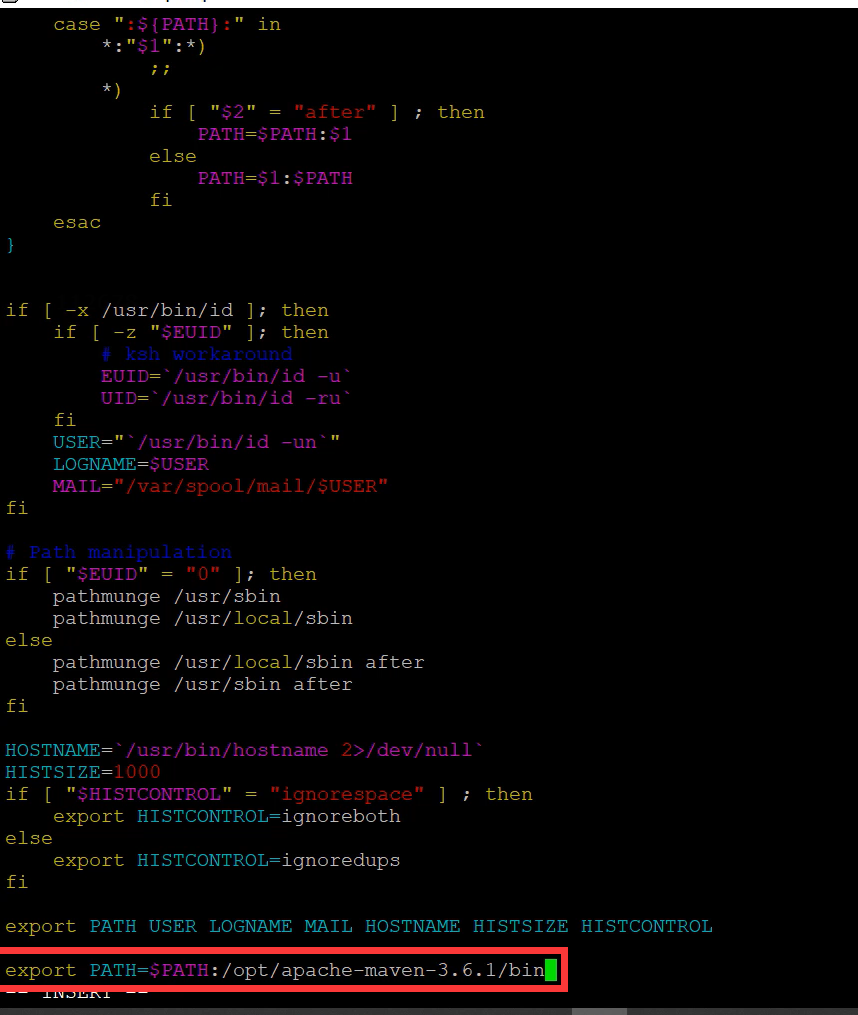 case ":${PATH}:" in
        *:"$1":*)
            ;;
        *)
            if [ "$2" = "after" ] ; then
                PATH=$PATH:$1
            else
                PATH=$1:$PATH
            fi
    esac
}
if [ -x /usr/bin/id ]; then
    if [ -z "$EUID" ]; then
        # ksh workaround
        EUID=`/usr/bin/id -u`
        UID=`/usr/bin/id -ru`
    fi
    USER="`/usr/bin/id -un`"
    LOGNAME=$USER
    MAIL="/var/spool/mail/$USER"
fi
# Path manipulation
if [ "$EUID" = "0" ]; then
    pathmunge /usr/sbin
    pathmunge /usr/local/sbin
else
    pathmunge /usr/local/sbin after
    pathmunge /usr/sbin after
fi
HOSTNAME=`/usr/bin/hostname 2>/dev/null`
HISTSIZE=1000
if [ "$HISTCONTROL" = "ignorespace" ] ; then
    export HISTCONTROL=ignoreboth
else
    export HISTCONTROL=ignoredups
fi
export PATH USER LOGNAME MAIL HOSTNAME HISTSIZE HISTCONTROL
export PATH=$PATH:/opt/apache-maven-3.6.1/bin
-- INSERT --